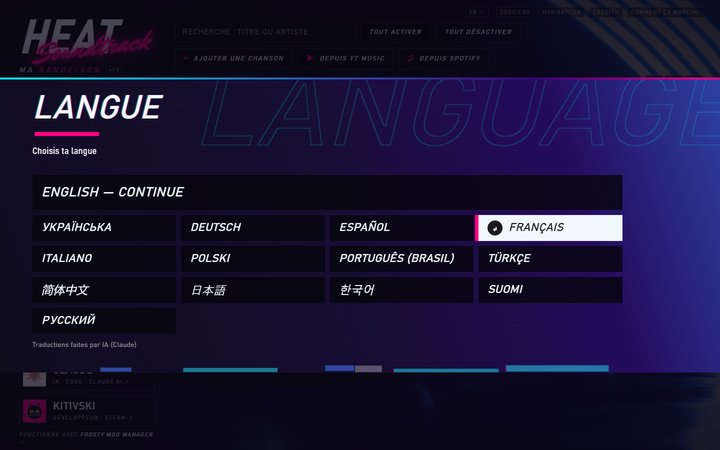 HEAT
Soundtrack
MA BANDE-SON
FR
DOSSIERS
NAVIGATEUR
CRÉDITS
COMMENT ÇA MARCHE
RECHERCHE : TITRE OU ARTISTE
TOUT ACTIVER
TOUT DÉSACTIVER
+ AJOUTER UNE CHANSON
DEPUIS YT MUSIC
DEPUIS SPOTIFY
LANGUAGE
LANGUE
Choisis ta langue
ENGLISH — CONTINUE
УКРАЇНСЬКА
DEUTSCH
ESPAÑOL
FRANÇAIS
ITALIANO
POLSKI
PORTUGUÊS (BRASIL)
TÜRKÇE
简体中文
日本語
한국어
SUOMI
РУССКИЙ
Traductions faites par IA (Claude)
IA · CODE · CLAUDE.AI ↗
KITIVSKI
DÉVELOPPEUR · STEAM ↗
FONCTIONNE AVEC FROSTY MOD MANAGER
↗